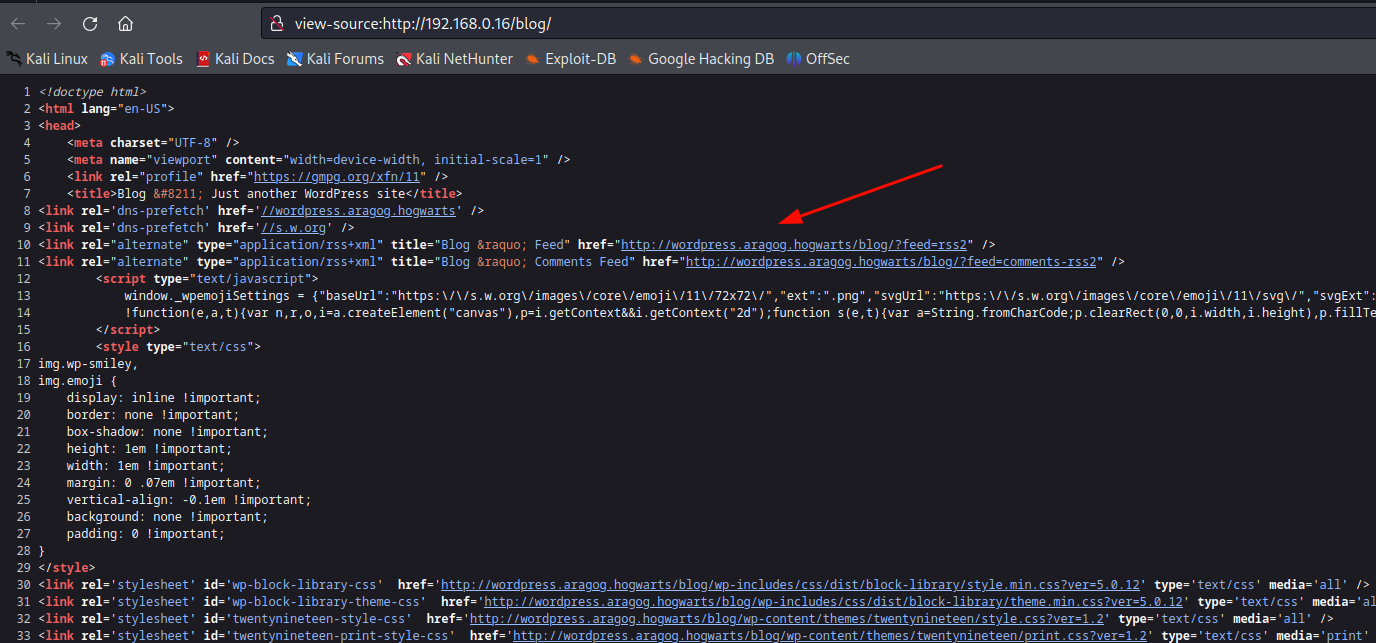 view-source:http://192.168.0.16/blog/
Kali Linux Kali Tools Kali Docs Kali Forums Kali NetHunter Exploit-DB Google Hacking DB OffSec
1 <!doctype html>
2 <html lang="en-US">
3 <head>
4 <meta charset="UTF-8" />
5 <meta name="viewport" content="width=device-width, initial-scale=1" />
6 <link rel="profile" href="https://gmpg.org/xfn/11" />
7 <title>Blog &#8211; Just another WordPress site</title>
8 <link rel='dns-prefetch' href='//wordpress.aragog.hogwarts' />
9 <link rel='dns-prefetch' href='//s.w.org' />
10 <link rel="alternate" type="application/rss+xml" title="Blog &raquo; Feed" href="http://wordpress.aragog.hogwarts/blog/?feed=rss2" />
11 <link rel="alternate" type="application/rss+xml" title="Blog &raquo; Comments Feed" href="http://wordpress.aragog.hogwarts/blog/?feed=comments-rss2" />
12 <script type="text/javascript">
13 window._wpemojiSettings = {"baseUrl":"https:\/\/s.w.org\/images\/core\/emoji\/11\/72x72\/","ext":".png","svgUrl":"https:\/\/s.w.org\/images\/core\/emoji\/11\/svg\/","svgExt":
14 !function(e,a,t){var n,r,o,i=a.createElement("canvas"),p=i.getContext&&i.getContext("2d");function s(e,t){var a=String.fromCharCode;p.clearRect(0,0,i.width,i.height),p.fillTe
15 </script>
16 <style type="text/css">
17 img.wp-smiley,
18 img.emoji {
19 display: inline !important;
20 border: none !important;
21 box-shadow: none !important;
22 height: 1em !important;
23 width: 1em !important;
24 margin: 0 .07em !important;
25 vertical-align: -0.1em !important;
26 background: none !important;
27 padding: 0 !important;
28 }
29 </style>
30 <link rel='stylesheet' id='wp-block-library-css' href='http://wordpress.aragog.hogwarts/blog/wp-includes/css/dist/block-library/style.min.css?ver=5.0.12' type='text/css' media='all' />
31 <link rel='stylesheet' id='wp-block-library-theme-css' href='http://wordpress.aragog.hogwarts/blog/wp-includes/css/dist/block-library/theme.min.css?ver=5.0.12' type='text/css' media='al
32 <link rel='stylesheet' id='twentynineteen-style-css' href='http://wordpress.aragog.hogwarts/blog/wp-content/themes/twentynineteen/style.css?ver=1.2' type='text/css' media='all' />
33 <link rel='stylesheet' id='twentynineteen-print-style-css' href='http://wordpress.aragog.hogwarts/blog/wp-content/themes/twentynineteen/print.css?ver=1.2' type='text/css' media='print'